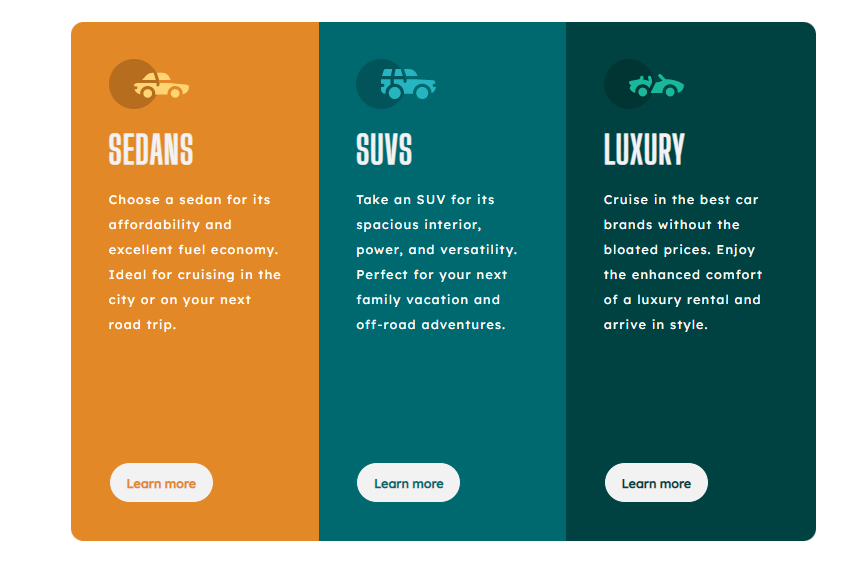 SEDANS
Choose a sedan for its
affordability and
excellent fuel economy.
Ideal for cruising in the
city or on your next
road trip.
Learn more
SUVS
Take an SUV for its
spacious interior,
power, and versatility.
Perfect for your next
family vacation and
off-road adventures.
Learn more
LUXURY
Cruise in the best car
brands without the
bloated prices. Enjoy
the enhanced comfort
of a luxury rental and
arrive in style.
Learn more